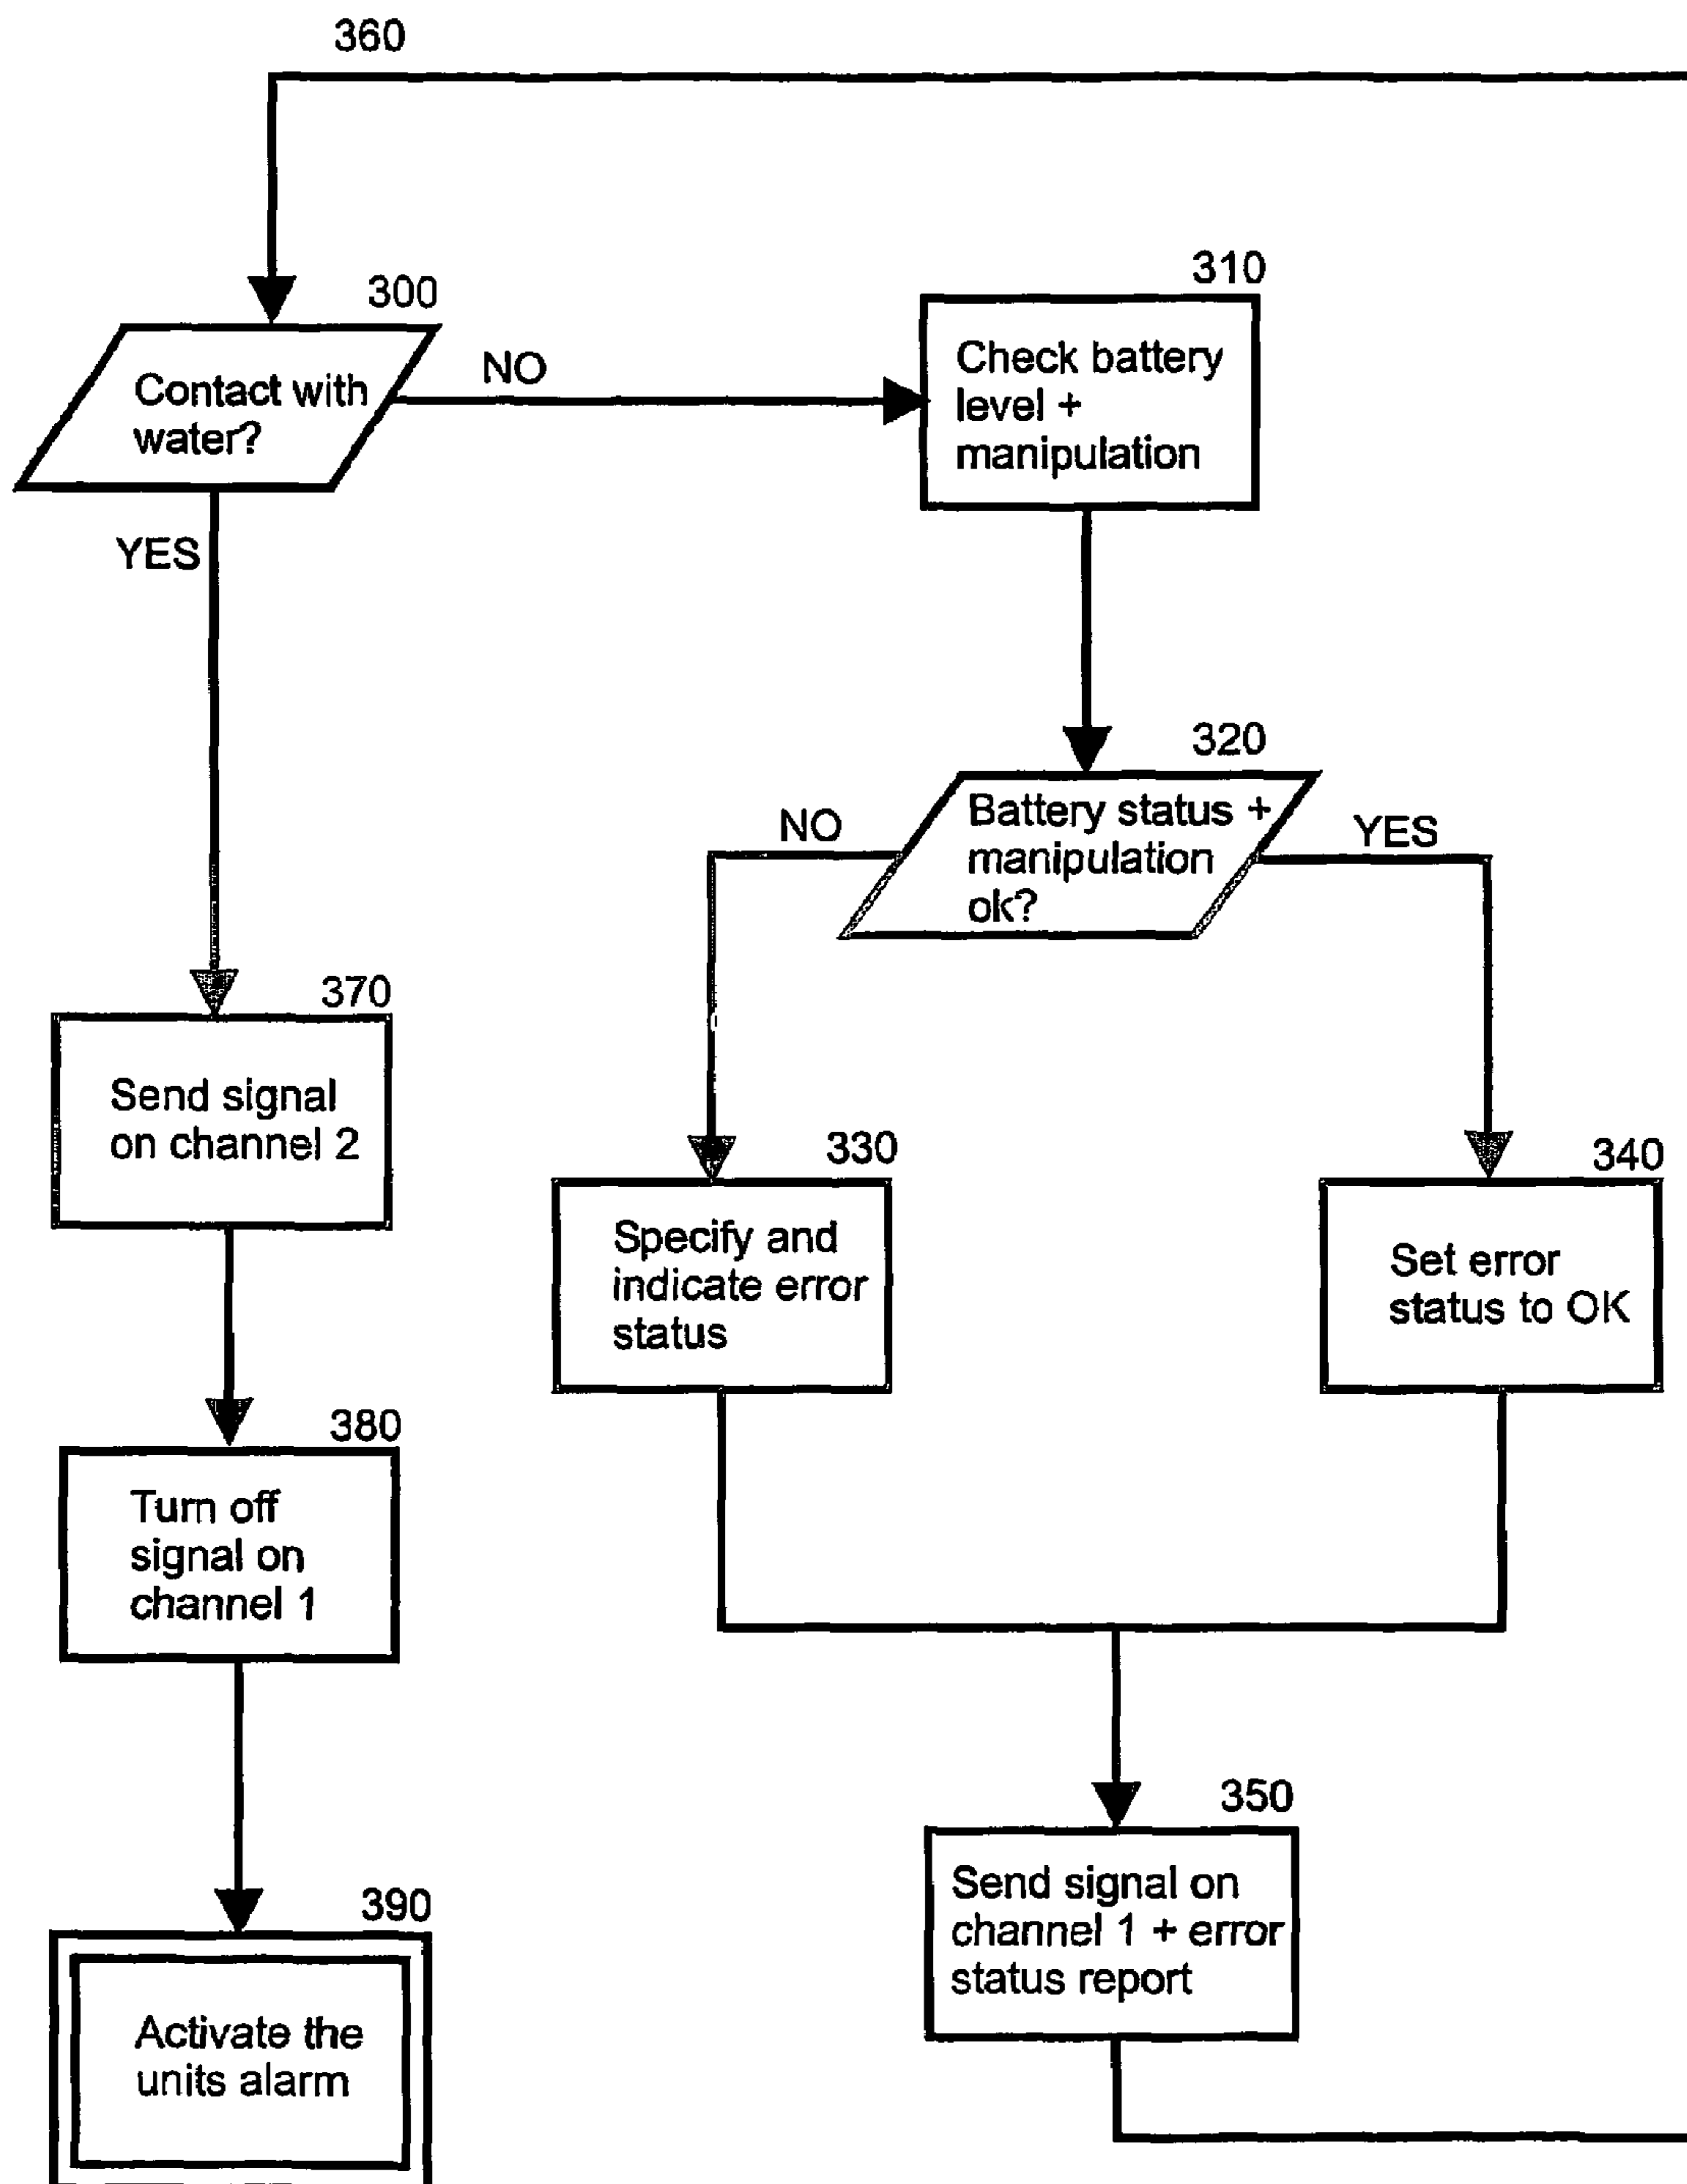 360
300
Contact with
water?
NO
310
Check battery
level +
manipulation
YES
320
Battery status +
manipulation
ok?
NO
YES
370
Send signal
on channel 2
330
Specify and
indicate error
status
340
Set error
status to OK
380
Turn off
signal on
channel 1
350
Send signal on
channel 1 + error
status report
390
Activate the
units alarm